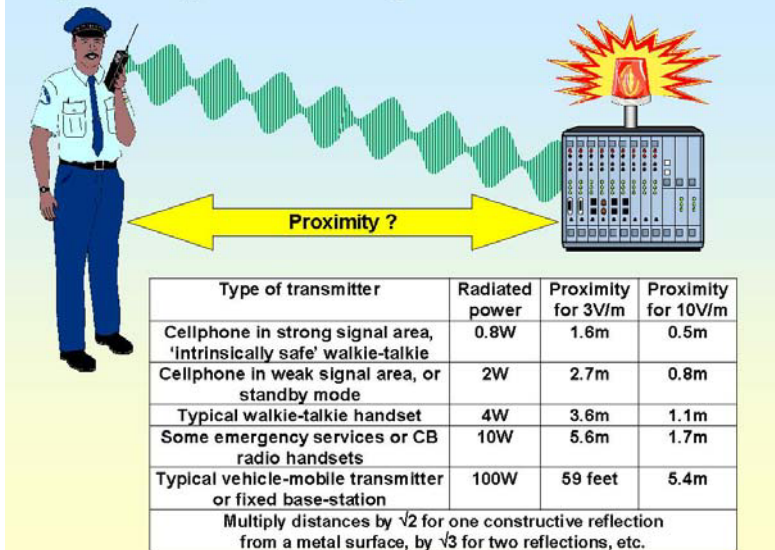 Proximity ?
Type of transmitter Radiated power Proximity for 3V/m Proximity for 10V/m
Cellphone in strong signal area, 'intrinsically safe' walkie-talkie 0.8W 1.6m 0.5m
Cellphone in weak signal area, or standby mode 2W 2.7m 0.8m
Typical walkie-talkie handset 4W 3.6m 1.1m
Some emergency services or CB radio handsets 10W 5.6m 1.7m
Typical vehicle-mobile transmitter or fixed base-station 100W 59 feet 5.4m
Multiply distances by √2 for one constructive reflection
from a metal surface, by √3 for two reflections, etc.